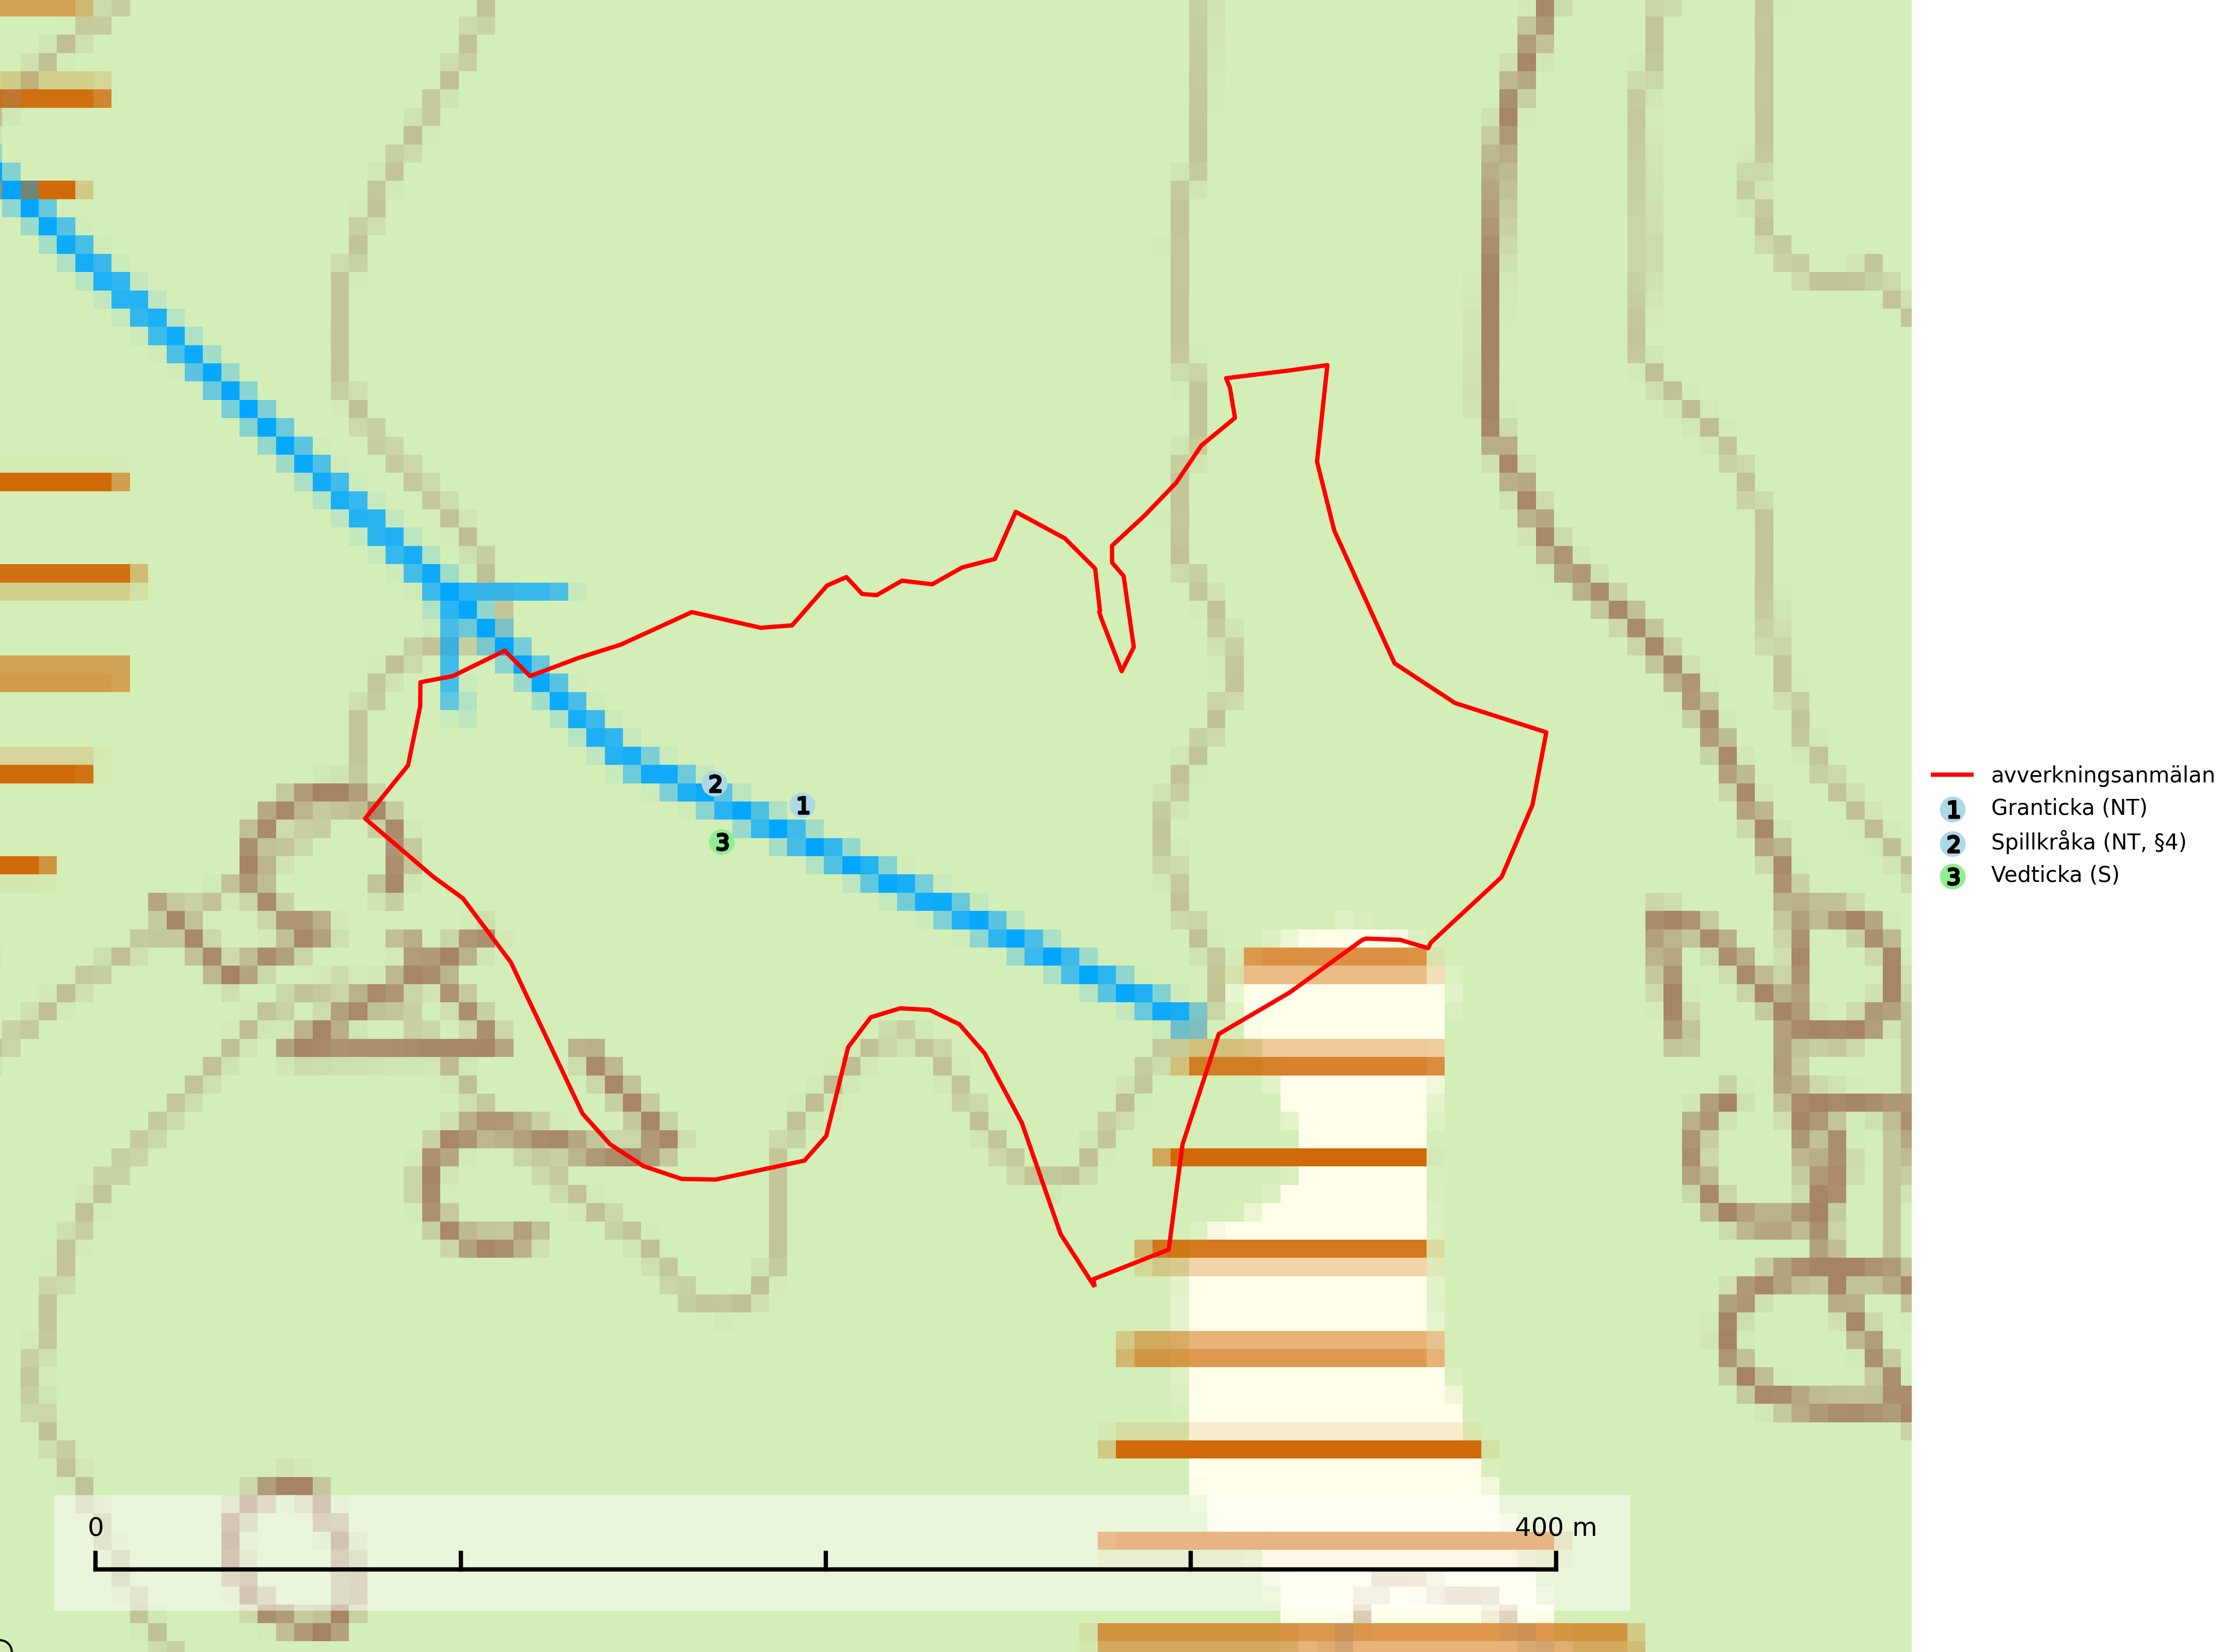 2
1
3
avverkningsanmälan
1 Granticka (NT)
2 Spillkråka (NT, §4)
3 Vedticka (S)
0 400 m